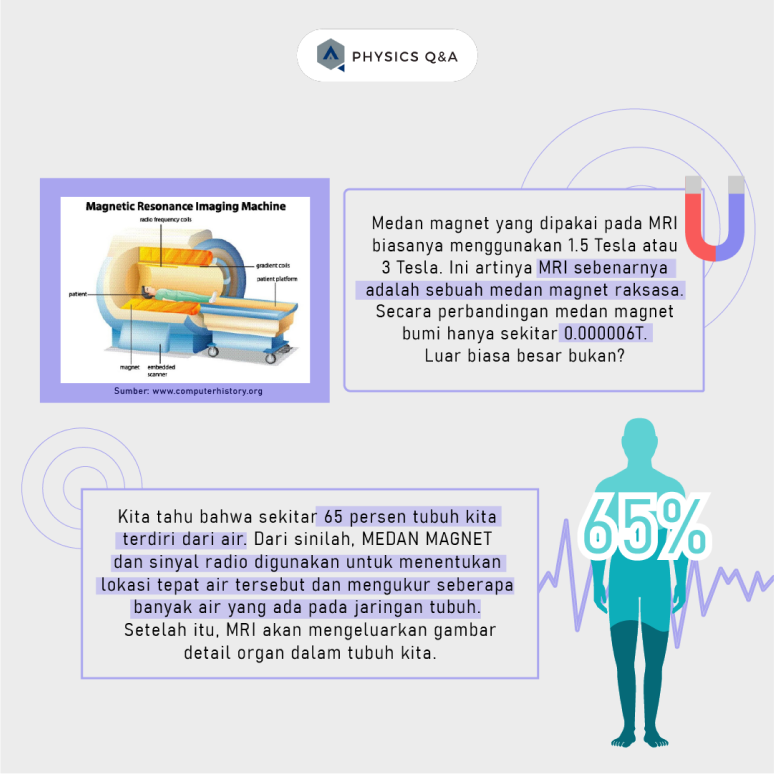 PHYSICS Q&A
Magnetic Resonance Imaging Machine
radio frequency coils
gradient coils
patient platform
patient
magnet
embedded
scanner
Sumber: www.computerhistory.org
Medan magnet yang dipakai pada MRI
biasanya menggunakan 1.5 Tesla atau
3 Tesla. Ini artinya MRI sebenarnya
adalah sebuah medan magnet raksasa.
Secara perbandingan medan magnet
bumi hanya sekitar 0.000006T.
Luar biasa besar bukan?
Kita tahu bahwa sekitar 65 persen tubuh kita
terdiri dari air. Dari sinilah, MEDAN MAGNET
dan sinyal radio digunakan untuk menentukan
lokasi tepat air tersebut dan mengukur seberapa
banyak air yang ada pada jaringan tubuh.
Setelah itu, MRI akan mengeluarkan gambar
detail organ dalam tubuh kita.
65%